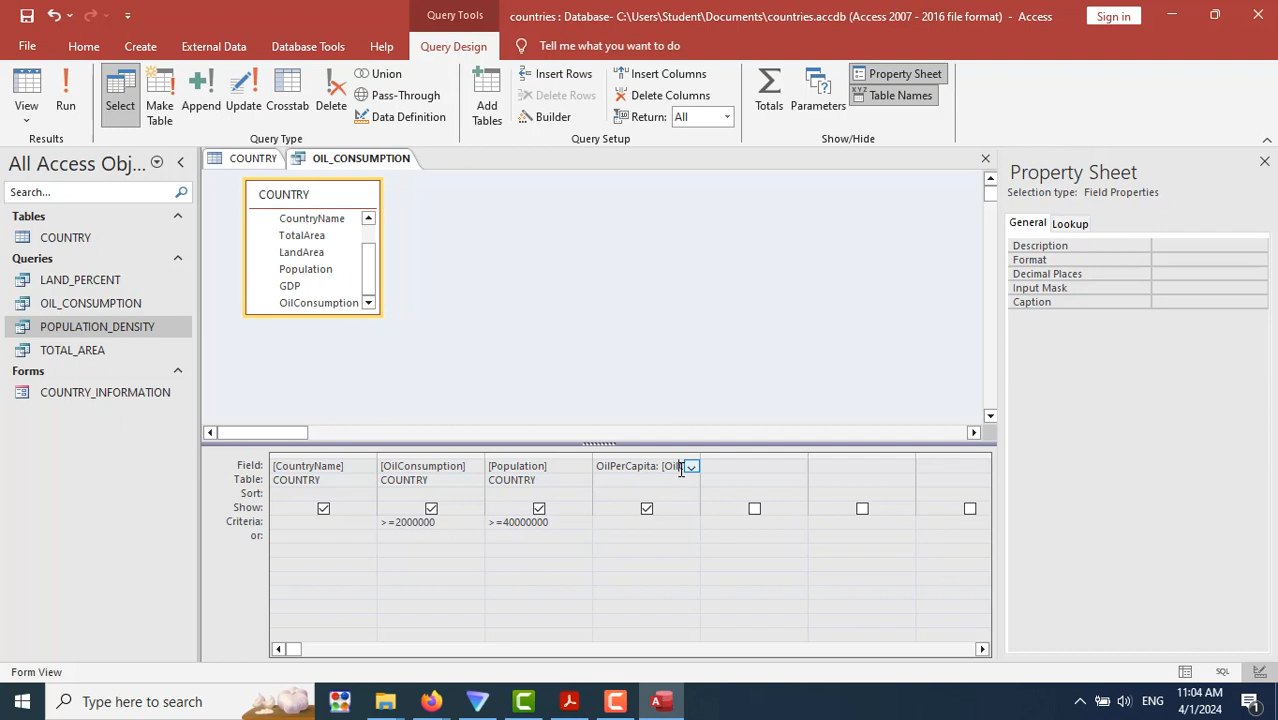 Query Tools
countries : Database- C:\Users\Student\Documents\countries.accdb (Access 2007 - 2016 file format) - Access
Sign in
File
Home
Create
External Data
Database Tools
Help
Query Design
Tell me what you want to do
View
Run
Select
Make Table
Append
Update
Crosstab
Delete
Union
Pass-Through
Data Definition
Add Tables
Insert Rows
Delete Rows
Builder
Insert Columns
Delete Columns
Return: All
Totals
Parameters
Property Sheet
Table Names
Results
Query Type
Query Setup
Show/Hide
All Access Obj...
Search...
Tables
COUNTRY
Queries
LAND_PERCENT
OIL_CONSUMPTION
POPULATION_DENSITY
TOTAL_AREA
Forms
COUNTRY_INFORMATION
COUNTRY
OIL_CONSUMPTION
COUNTRY
CountryName
TotalArea
LandArea
Population
GDP
OilConsumption
Field: [CountryName] [OilConsumption] [Population] OilPerCapita: [Oil
Table: COUNTRY COUNTRY COUNTRY
Sort:
Show:
Criteria: >=2000000 >=40000000
or:
Property Sheet
Selection type: Field Properties
General
Lookup
Description
Format
Decimal Places
Input Mask
Caption
Form View
SQL
Type here to search
ENG
11:04 AM
4/1/2024
1